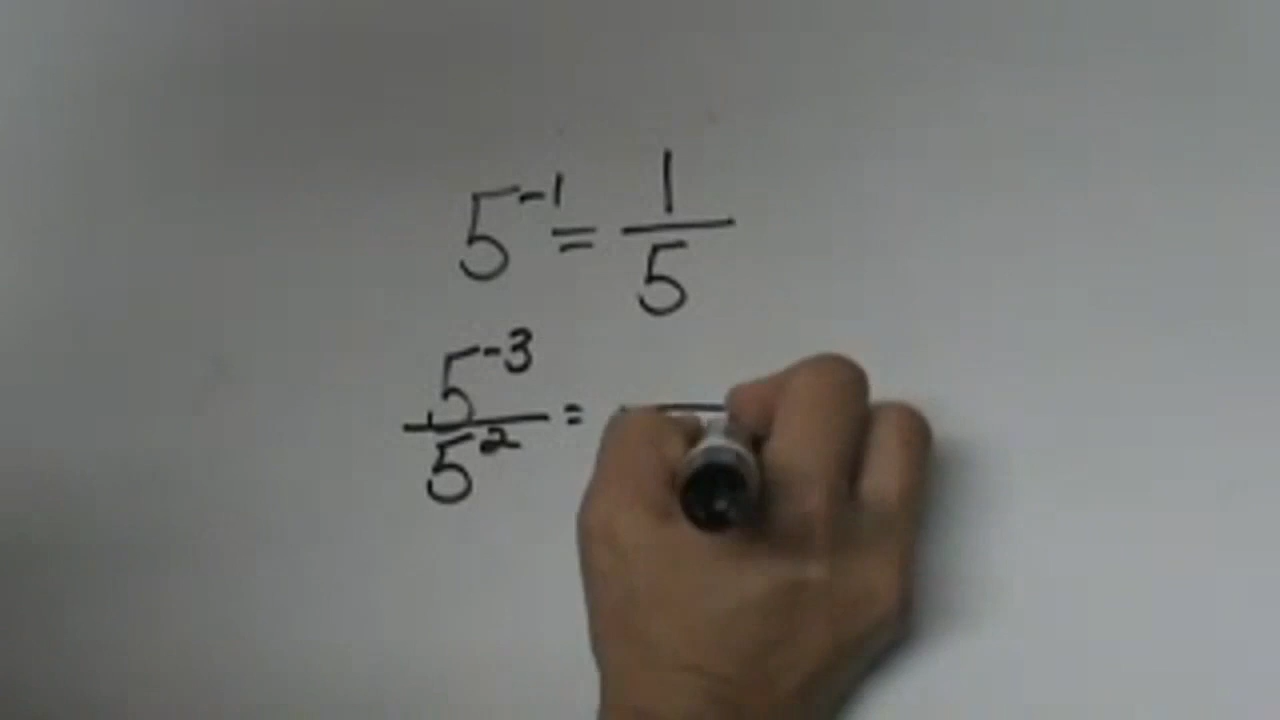 5⁻¹ = 1/5
5⁻³/5² =